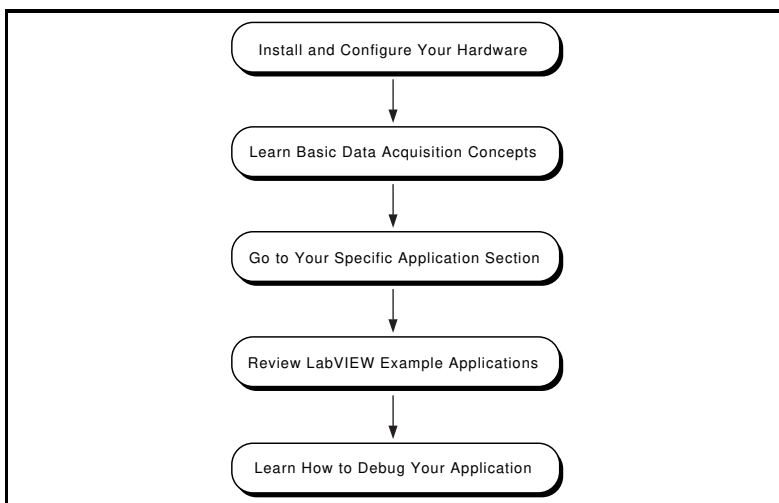 Install and Configure Your Hardware
Learn Basic Data Acquisition Concepts
Go to Your Specific Application Section
Review LabVIEW Example Applications
Learn How to Debug Your Application